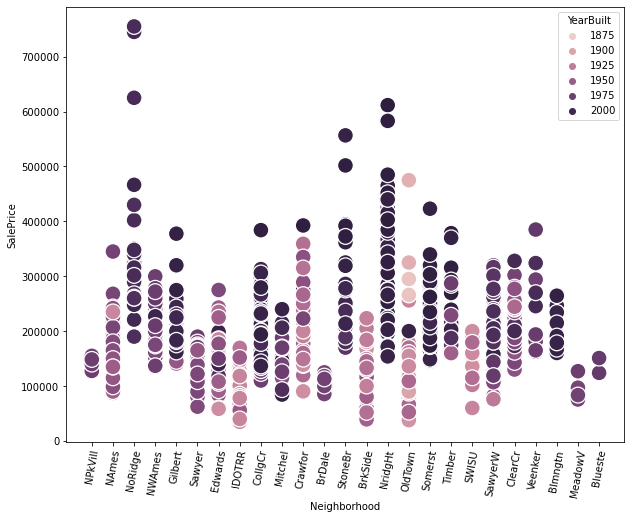 YearBuilt
1875
1900
1925
1950
1975
2000
SalePrice
700000
600000
500000
400000
300000
200000
100000
0
NPkVill
NAmes
NoRidge
NWAmes
Gilbert
Sawyer
Edwards
IDOTRR
CollgCr
Mitchel
Crawfor
BrDale
StoneBr
BrkSide
NridgHt
OldTown
Somerst
Timber
SWISU
SawyerW
ClearCr
Veenker
Blmngtn
MeadowV
Blueste
Neighborhood